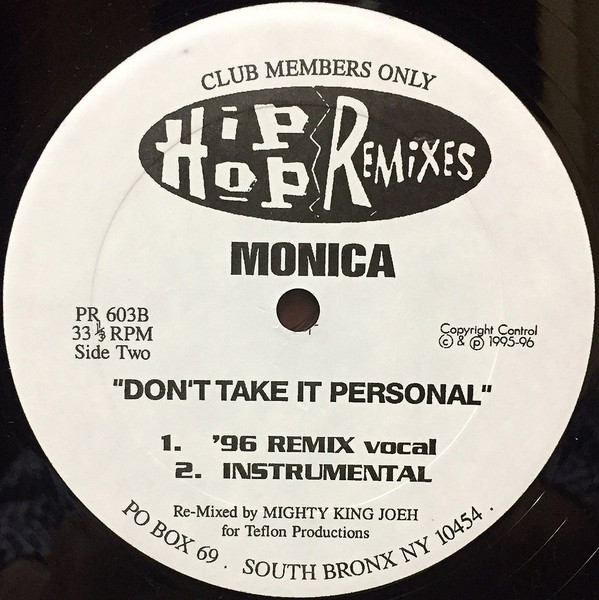 CLUB MEMBERS ONLY
HiP HOP REMiXES
MONICA
PR 603B
33 1/3 RPM
Side Two
Copyright Control
© & ℗ 1995-96
"DON'T TAKE IT PERSONAL"
1. '96 REMIX vocal
2. INSTRUMENTAL
Re-Mixed by MIGHTY KING JOEH
for Teflon Productions
PO BOX 69 . SOUTH BRONX NY 10454 .